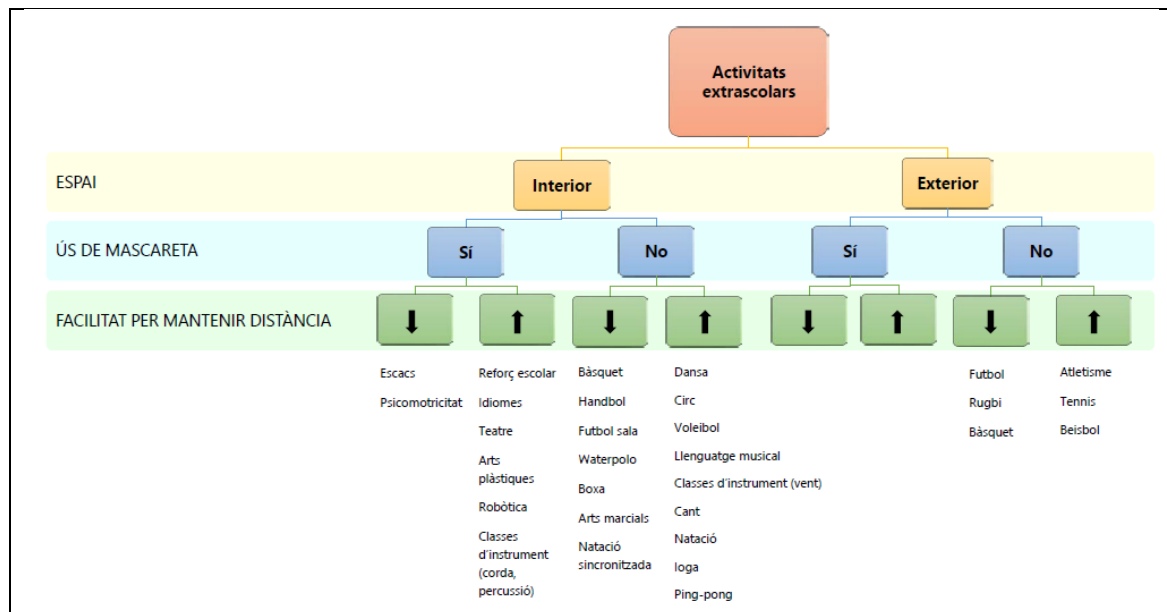 Activitats
extrascolars
ESPAI
Interior
Exterior
ÚS DE MASCARETA
Sí
No
Sí
No
FACILITAT PER MANTENIR DISTÀNCIA
Escacs
Psicomotricitat
Reforç escolar
Idiomes
Teatre
Arts
plàstiques
Robòtica
Classes
d´instrument
(corda,
percussió)
Bàsquet
Handbol
Futbol sala
Waterpolo
Boxa
Arts marcials
Natació
sincronitzada
Dansa
Circ
Voleibol
Llenguatge musical
Classes d´instrument (vent)
Cant
Natació
Ioga
Ping-pong
Futbol
Rugbi
Bàsquet
Atletisme
Tennis
Beisbol